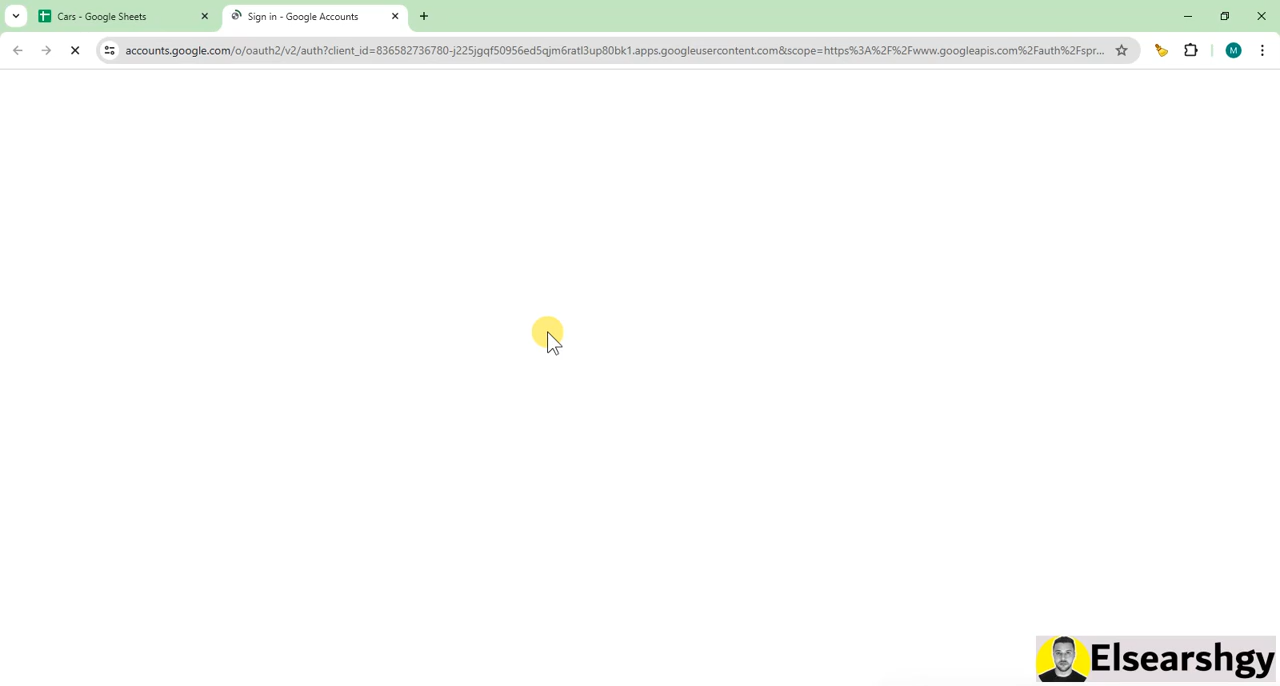 Cars - Google Sheets
Sign in - Google Accounts
accounts.google.com/o/oauth2/v2/auth?client_id=836582736780-j225jgqf50956ed5qjm6ratl3up80bk1.apps.googleusercontent.com&scope=https%3A%2F%2Fwww.googleapis.com%2Fauth%2Fspr...
M
Elsearshgy